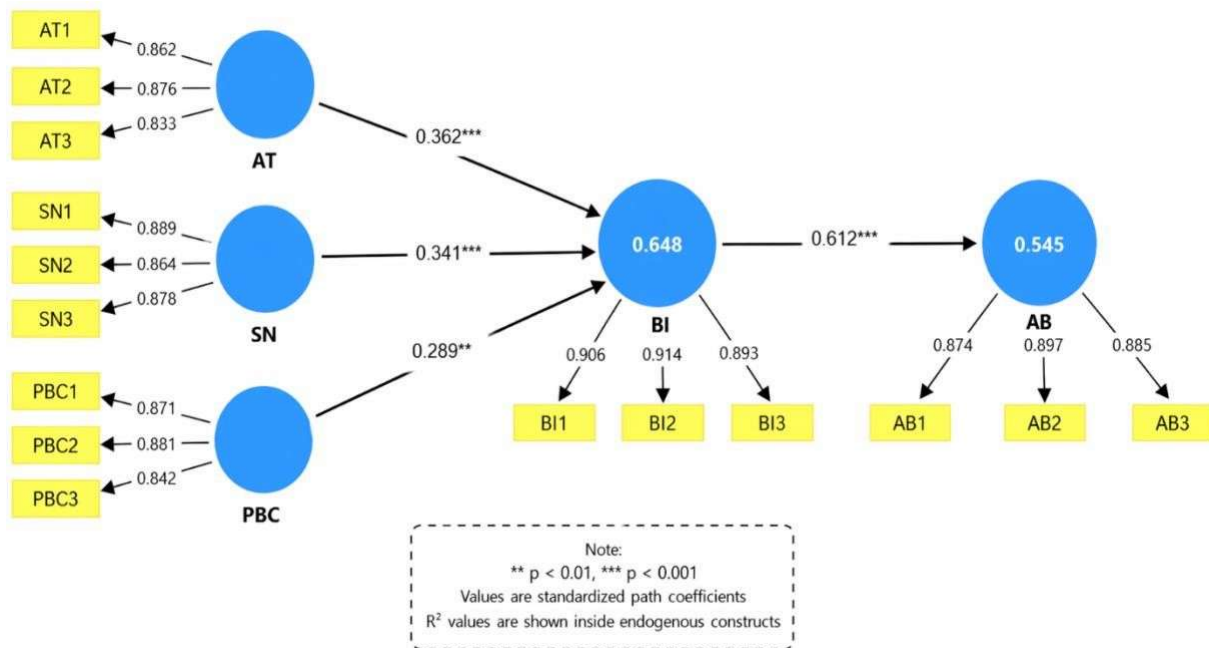 AT1
0.862
AT2
0.876
AT3
0.833
AT
0.362***
SN1
0.889
SN2
0.864
SN3
0.878
SN
0.341***
PBC1
0.871
PBC2
0.881
PBC3
0.842
PBC
0.289**
0.648
BI
0.612***
0.545
AB
0.906
0.914
0.893
BI1
BI2
BI3
0.874
0.897
0.885
AB1
AB2
AB3
Note:
** p < 0.01, *** p < 0.001
Values are standardized path coefficients
R² values are shown inside endogenous constructs